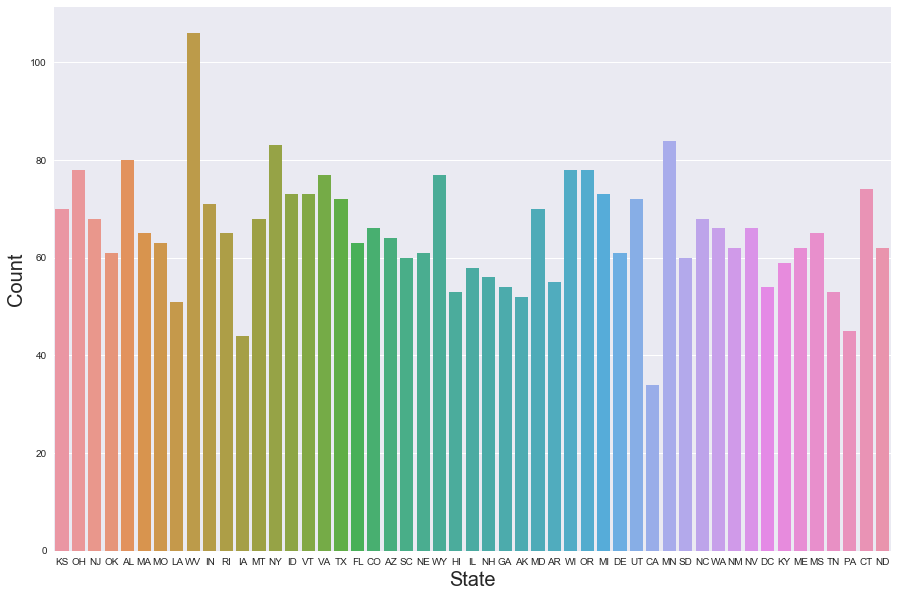 Count
100
80
60
40
20
0
KS OH NJ OK AL MA MO LA WV IN RI IA MT NY ID VT VA TX FL CO AZ SC NE WY HI IL NH GA AK MD AR WI OR MI DE UT CA MN SD NC WA NM NV DC KY ME MS TN PA CT ND
State